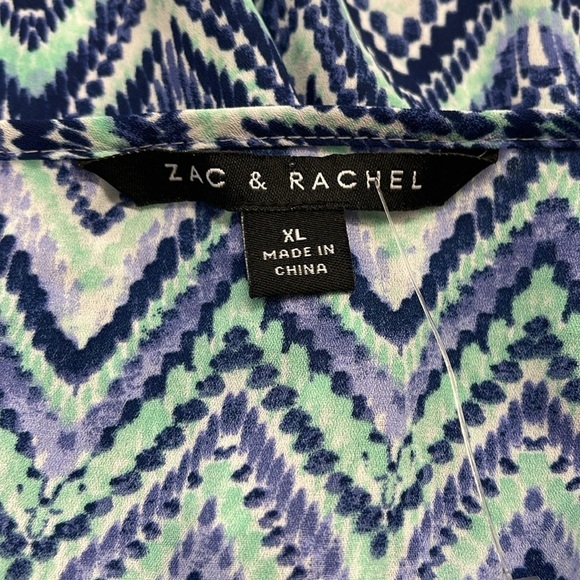 ZAC & RACHEL
XL
MADE IN
CHINA